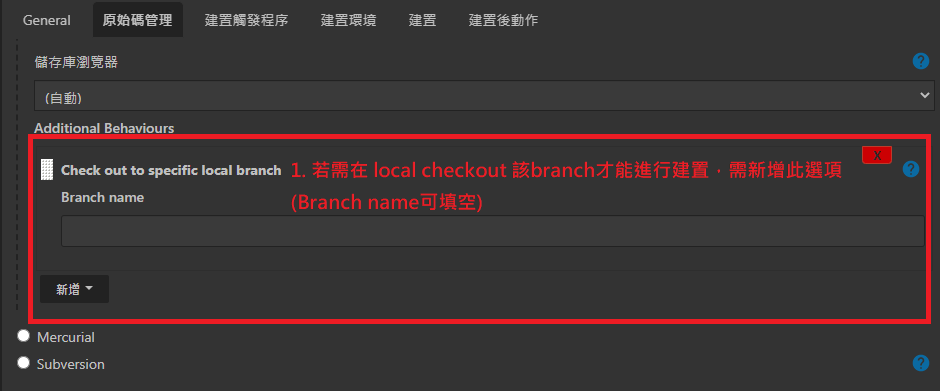 General 原始碼管理 建置觸發程序 建置環境 建置 建置後動作
儲存庫瀏覽器
?
(自動)
Additional Behaviours
X
Check out to specific local branch 1. 若需在 local checkout 該branch才能進行建置，需新增此選項
?
Branch name (Branch name可填空)
新增
Mercurial
Subversion
?